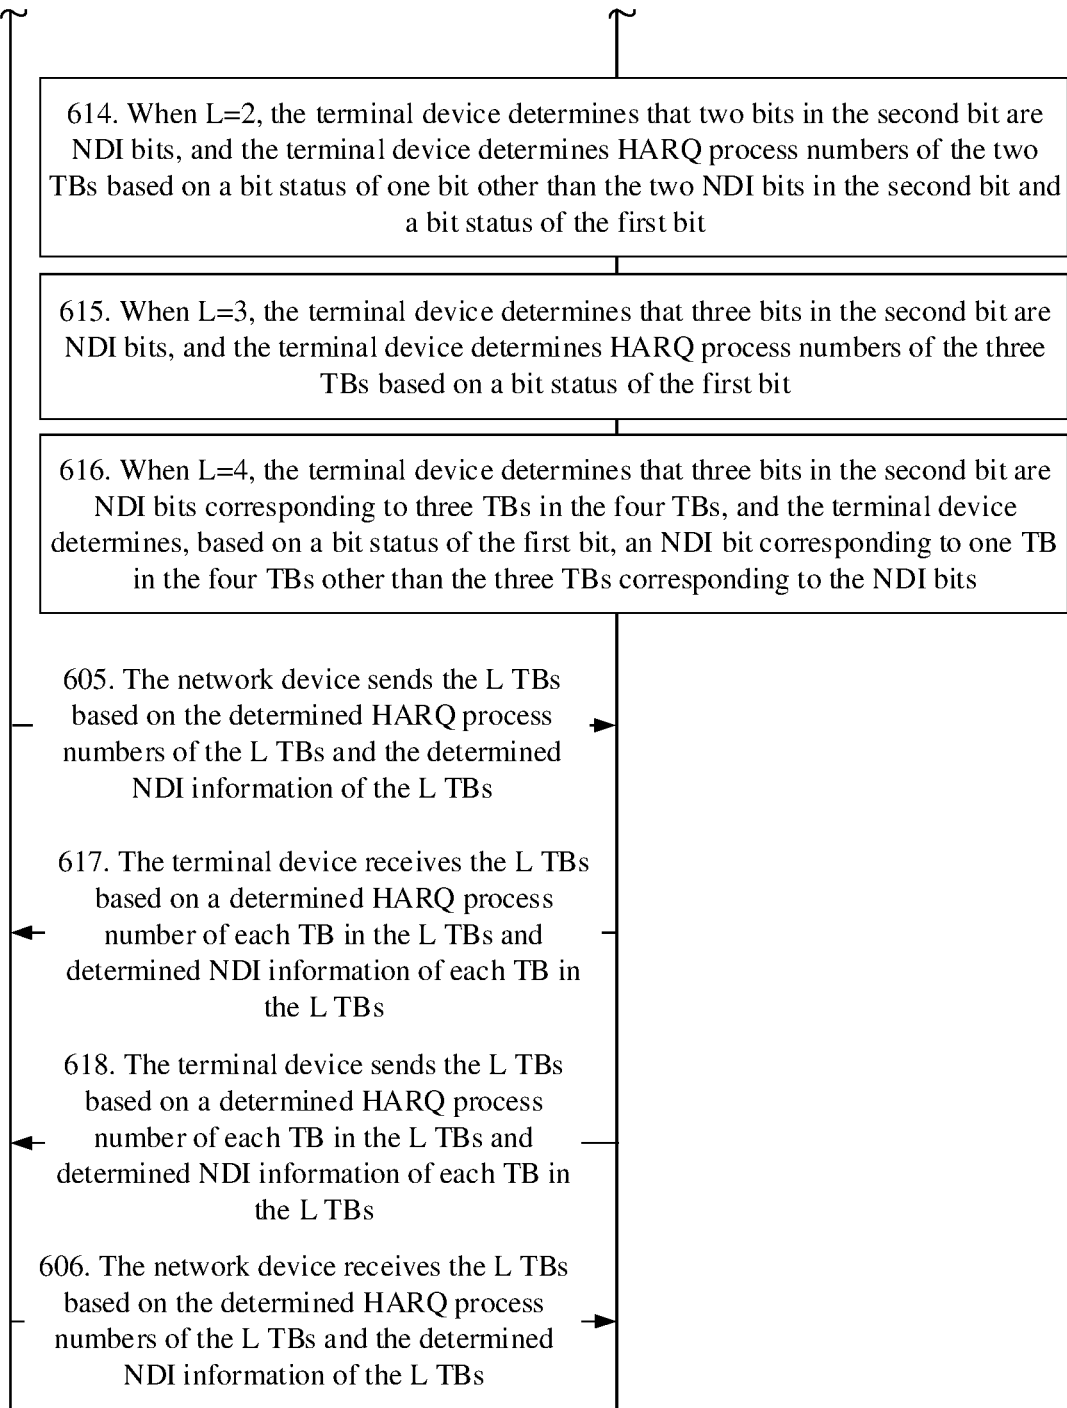 614. When L=2, the terminal device determines that two bits in the second bit are
NDI bits, and the terminal device determines HARQ process numbers of the two
TBs based on a bit status of one bit other than the two NDI bits in the second bit and
a bit status of the first bit
615. When L=3, the terminal device determines that three bits in the second bit are
NDI bits, and the terminal device determines HARQ process numbers of the three
TBs based on a bit status of the first bit
616. When L=4, the terminal device determines that three bits in the second bit are
NDI bits corresponding to three TBs in the four TBs, and the terminal device
determines, based on a bit status of the first bit, an NDI bit corresponding to one TB
in the four TBs other than the three TBs corresponding to the NDI bits
605. The network device sends the L TBs
based on the determined HARQ process
numbers of the L TBs and the determined
NDI information of the L TBs
617. The terminal device receives the L TBs
based on a determined HARQ process
number of each TB in the L TBs and
determined NDI information of each TB in
the L TBs
618. The terminal device sends the L TBs
based on a determined HARQ process
number of each TB in the L TBs and
determined NDI information of each TB in
the L TBs
606. The network device receives the L TBs
based on the determined HARQ process
numbers of the L TBs and the determined
NDI information of the L TBs